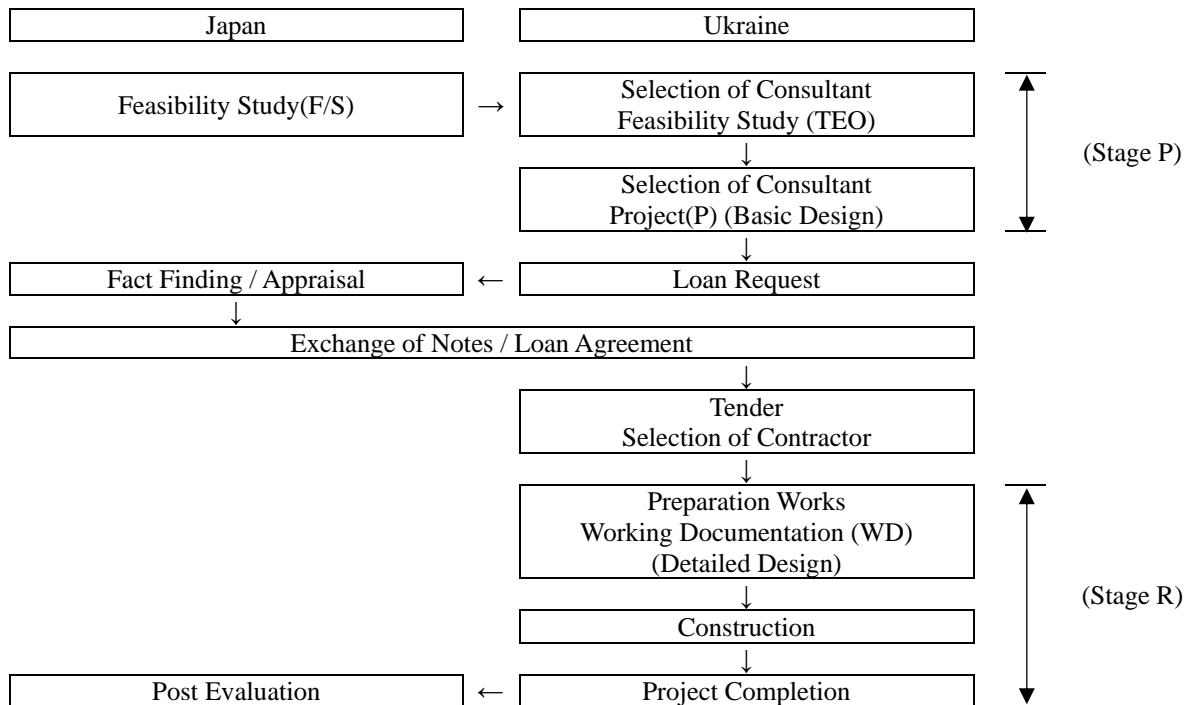 Japan
Ukraine
Feasibility Study(F/S)
→
Selection of Consultant
Feasibility Study (TEO)
(Stage P)
↓
Selection of Consultant
Project(P) (Basic Design)
↓
Fact Finding / Appraisal
←
Loan Request
↓
Exchange of Notes / Loan Agreement
↓
Tender
Selection of Contractor
↓
Preparation Works
Working Documentation (WD)
(Detailed Design)
(Stage R)
↓
Construction
↓
Post Evaluation
←
Project Completion